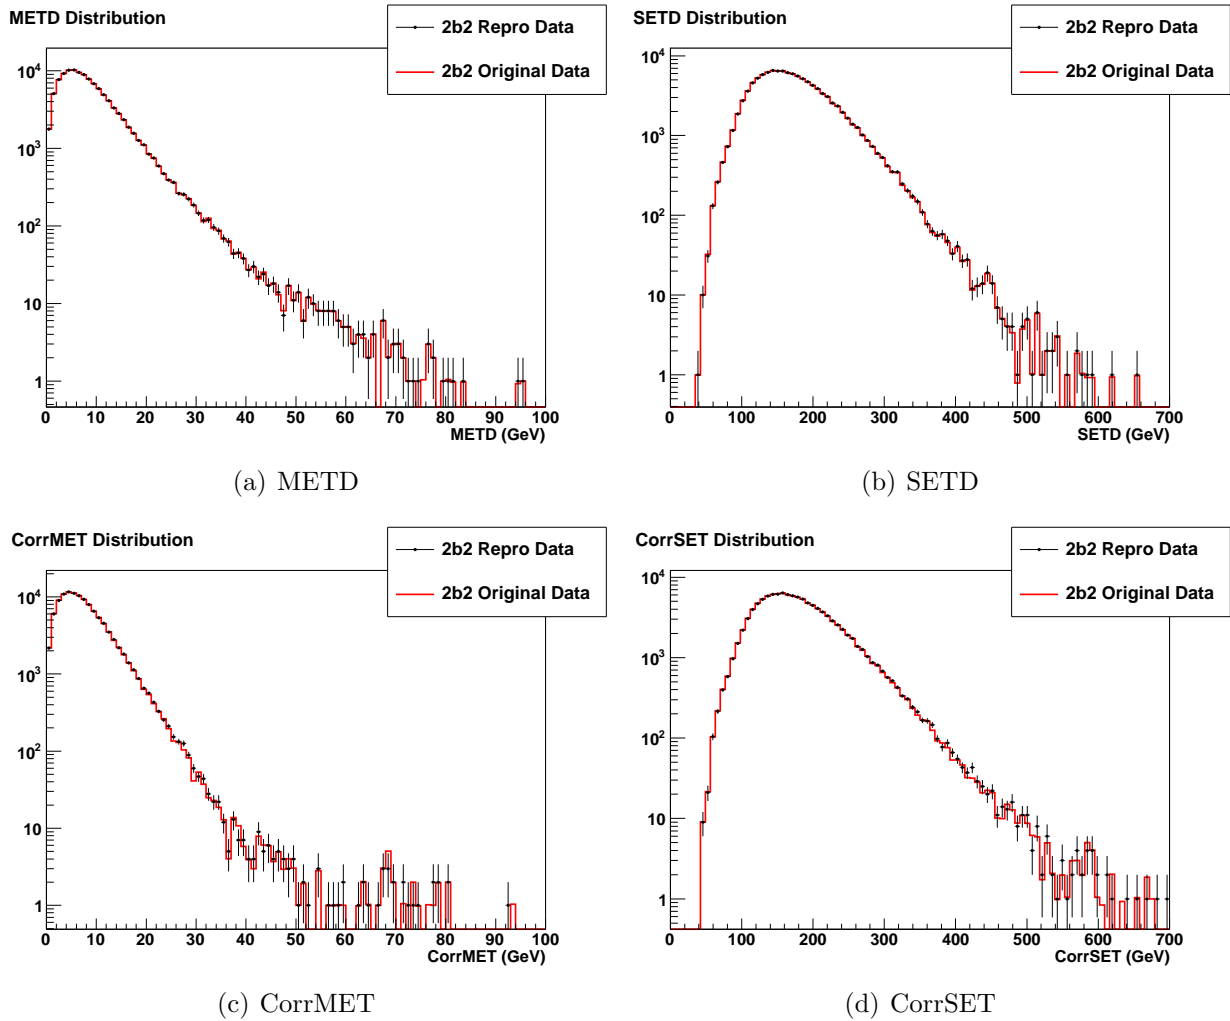 METD Distribution
2b2 Repro Data
2b2 Original Data
10^4
10^3
10^2
10
1
0 10 20 30 40 50 60 70 80 90 100
METD (GeV)
(a) METD
SETD Distribution
2b2 Repro Data
2b2 Original Data
10^4
10^3
10^2
10
1
0 100 200 300 400 500 600 700
SETD (GeV)
(b) SETD
CorrMET Distribution
2b2 Repro Data
2b2 Original Data
10^4
10^3
10^2
10
1
0 10 20 30 40 50 60 70 80 90 100
CorrMET (GeV)
(c) CorrMET
CorrSET Distribution
2b2 Repro Data
2b2 Original Data
10^4
10^3
10^2
10
1
0 100 200 300 400 500 600 700
CorrSET (GeV)
(d) CorrSET